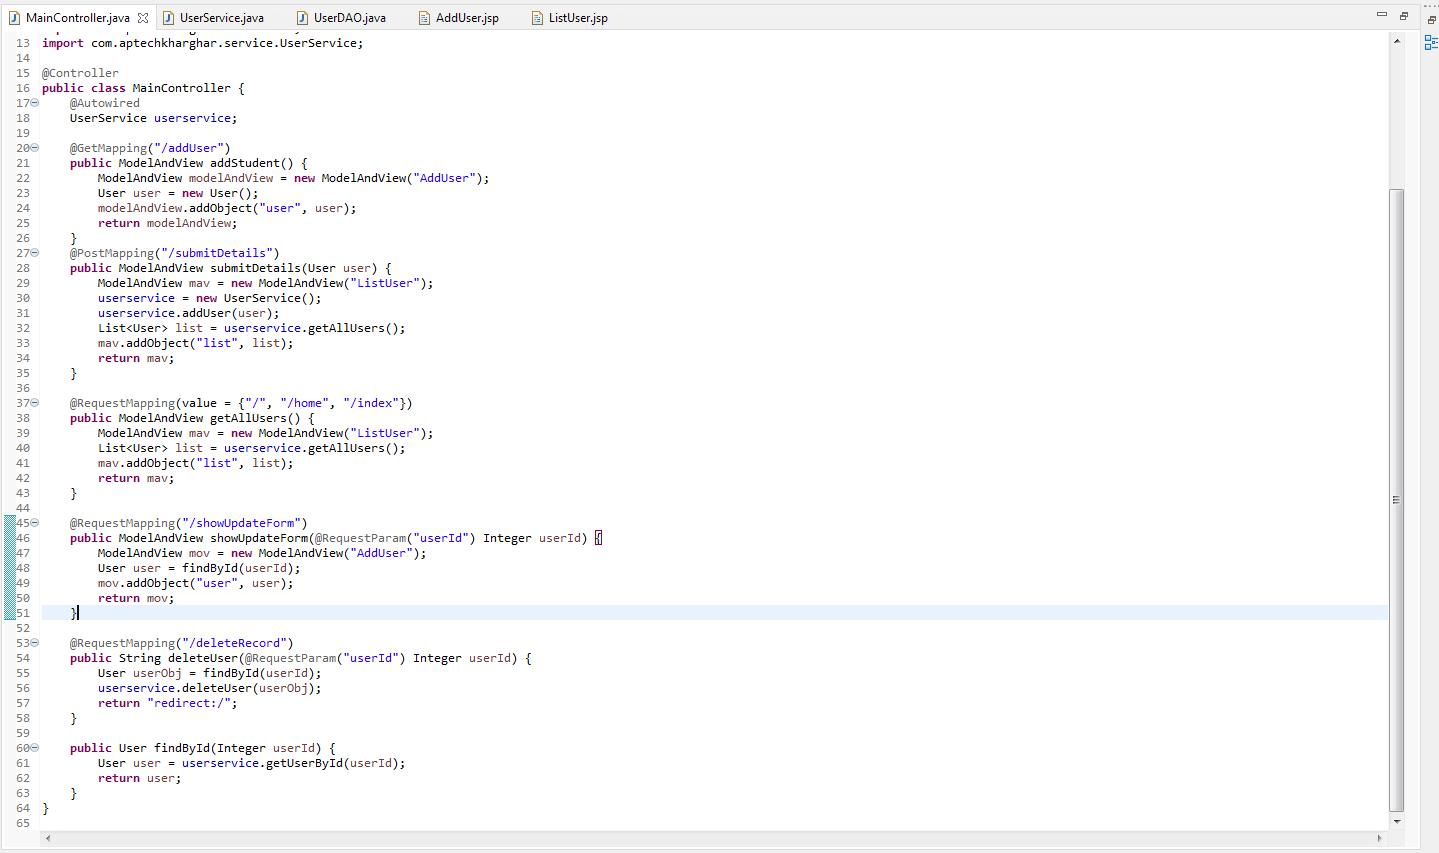 MainController.java UserService.java UserDAO.java AddUser.jsp ListUser.jsp
13 import com.aptechkharghar.service.UserService;
14
15 @Controller
16 public class MainController {
17 @Autowired
18 UserService userservice;
19
20 @GetMapping("/addUser")
21 public ModelAndView addStudent() {
22 ModelAndView modelAndView = new ModelAndView("AddUser");
23 User user = new User();
24 modelAndView.addObject("user", user);
25 return modelAndView;
26 }
27 @PostMapping("/submitDetails")
28 public ModelAndView submitDetails(User user) {
29 ModelAndView mav = new ModelAndView("ListUser");
30 userservice = new UserService();
31 userservice.addUser(user);
32 List<User> list = userservice.getAllUsers();
33 mav.addObject("list", list);
34 return mav;
35 }
36
37 @RequestMapping(value = {"/", "/home", "/index"})
38 public ModelAndView getAllUsers() {
39 ModelAndView mav = new ModelAndView("ListUser");
40 List<User> list = userservice.getAllUsers();
41 mav.addObject("list", list);
42 return mav;
43 }
44
45 @RequestMapping("/showUpdateForm")
46 public ModelAndView showUpdateForm(@RequestParam("userId") Integer userId) {
47 ModelAndView mov = new ModelAndView("AddUser");
48 User user = findById(userId);
49 mov.addObject("user", user);
50 return mov;
51 }
52
53 @RequestMapping("/deleteRecord")
54 public String deleteUser(@RequestParam("userId") Integer userId) {
55 User userObj = findById(userId);
56 userservice.deleteUser(userObj);
57 return "redirect:/";
58 }
59
60 public User findById(Integer userId) {
61 User user = userservice.getUserById(userId);
62 return user;
63 }
64 }
65